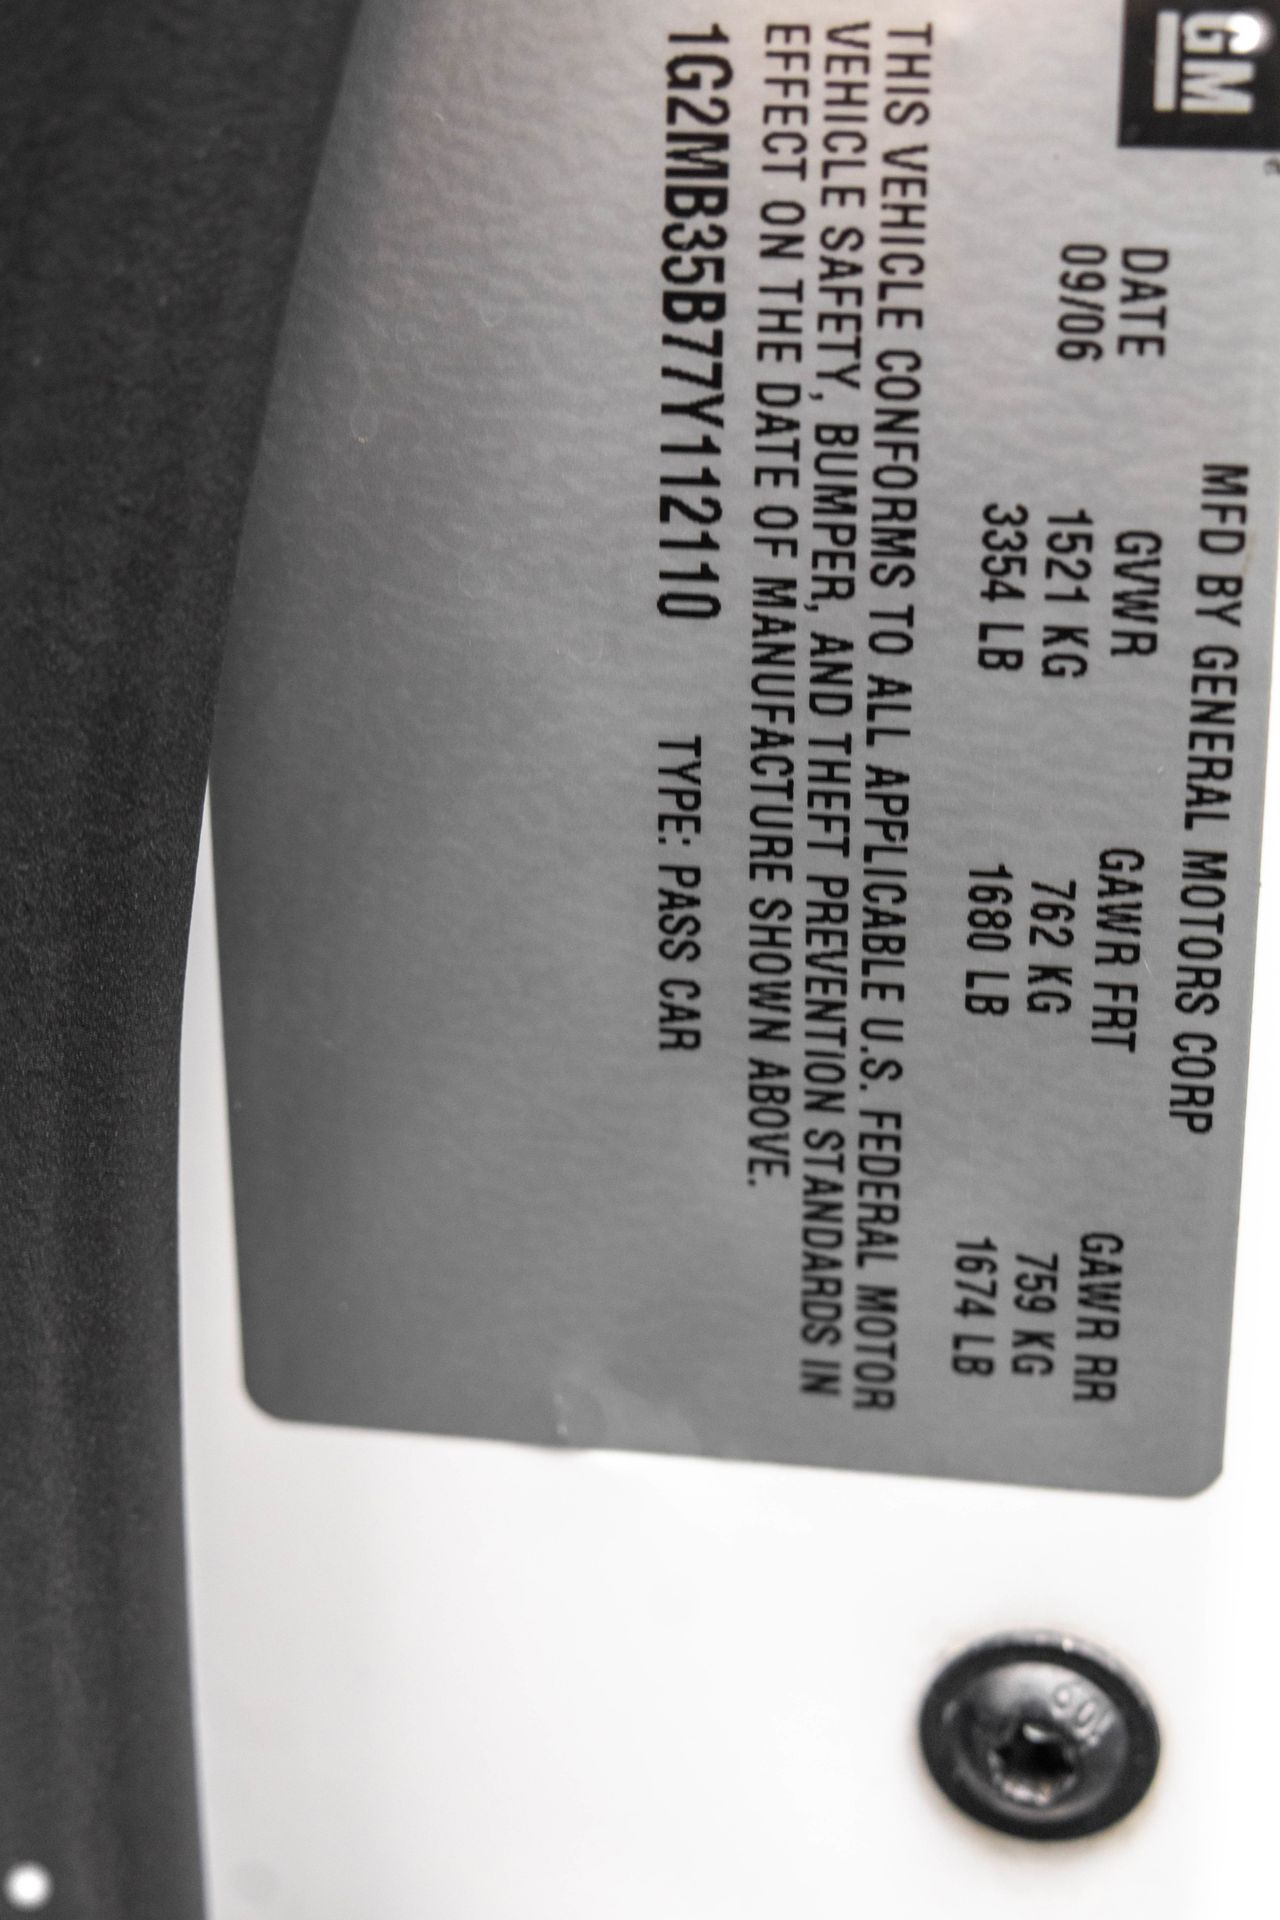 GM
MFD BY GENERAL MOTORS CORP
DATE GVWR GAWR FRT GAWR RR
09/06 1521 KG 762 KG 759 KG
3354 LB 1680 LB 1674 LB
THIS VEHICLE CONFORMS TO ALL APPLICABLE U.S. FEDERAL MOTOR
VEHICLE SAFETY, BUMPER, AND THEFT PREVENTION STANDARDS IN
EFFECT ON THE DATE OF MANUFACTURE SHOWN ABOVE.
1G2MB35B77Y112110 TYPE: PASS CAR